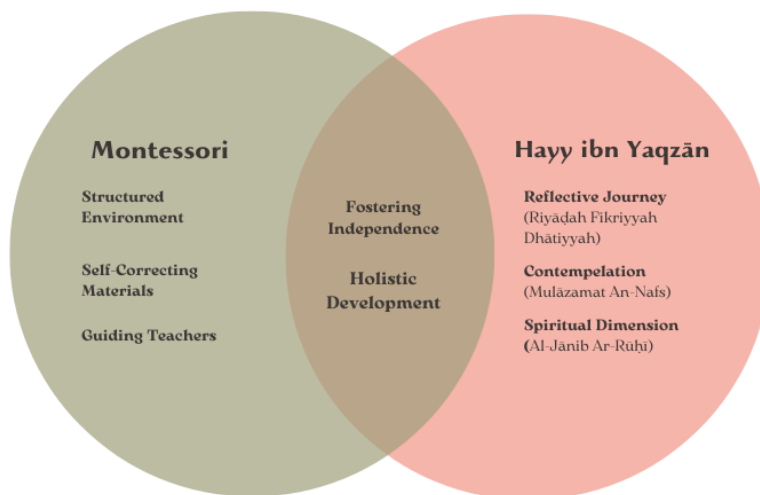 Montessori
Structured
Environment
Self-Correcting
Materials
Guiding Teachers
Fostering
Independence
Holistic
Development
Hayy ibn Yaqzān
Reflective Journey
(Riyāḍah Fikriyyah
Dhātiyyah)
Contempelation
(Mulāzamat An-Nafs)
Spiritual Dimension
(Al-Jānib Ar-Rūḥī)